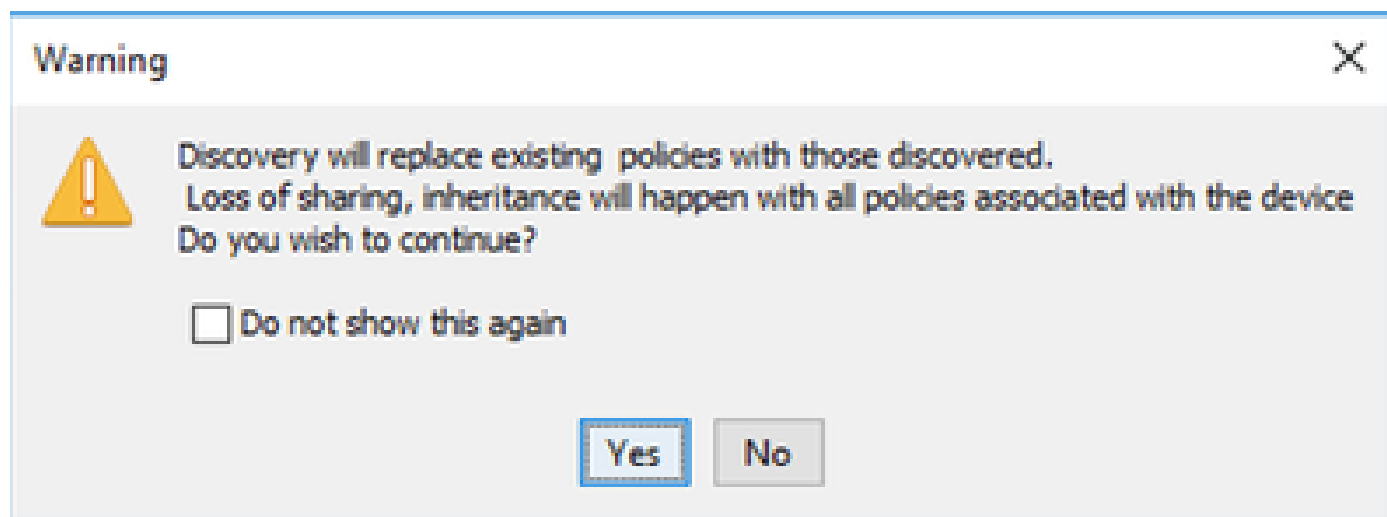 Warning
Discovery will replace existing policies with those discovered.
Loss of sharing, inheritance will happen with all policies associated with the device
Do you wish to continue?
Do not show this again
Yes
No